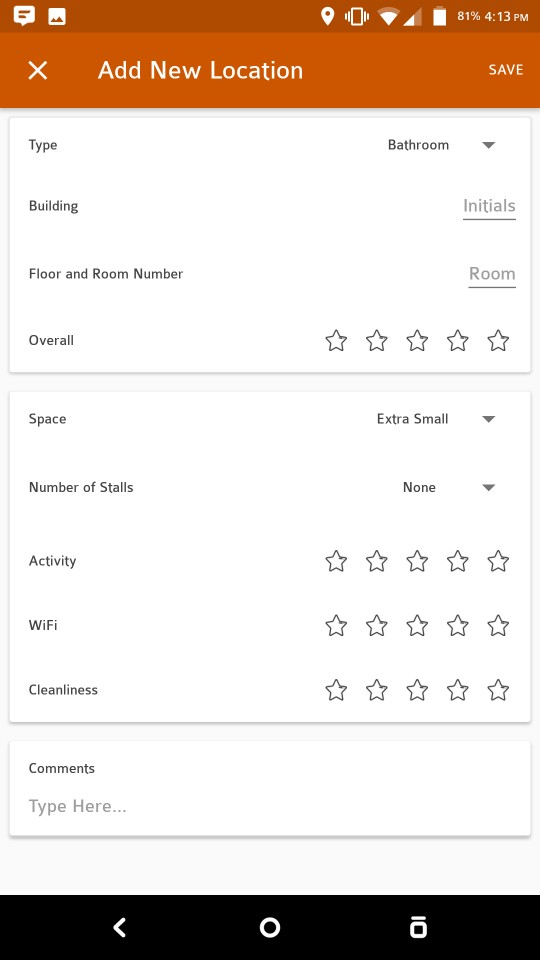 81% 4:13 PM
Add New Location SAVE
Type Bathroom
Building Initials
Floor and Room Number Room
Overall
Space Extra Small
Number of Stalls None
Activity
WiFi
Cleanliness
Comments
Type Here...